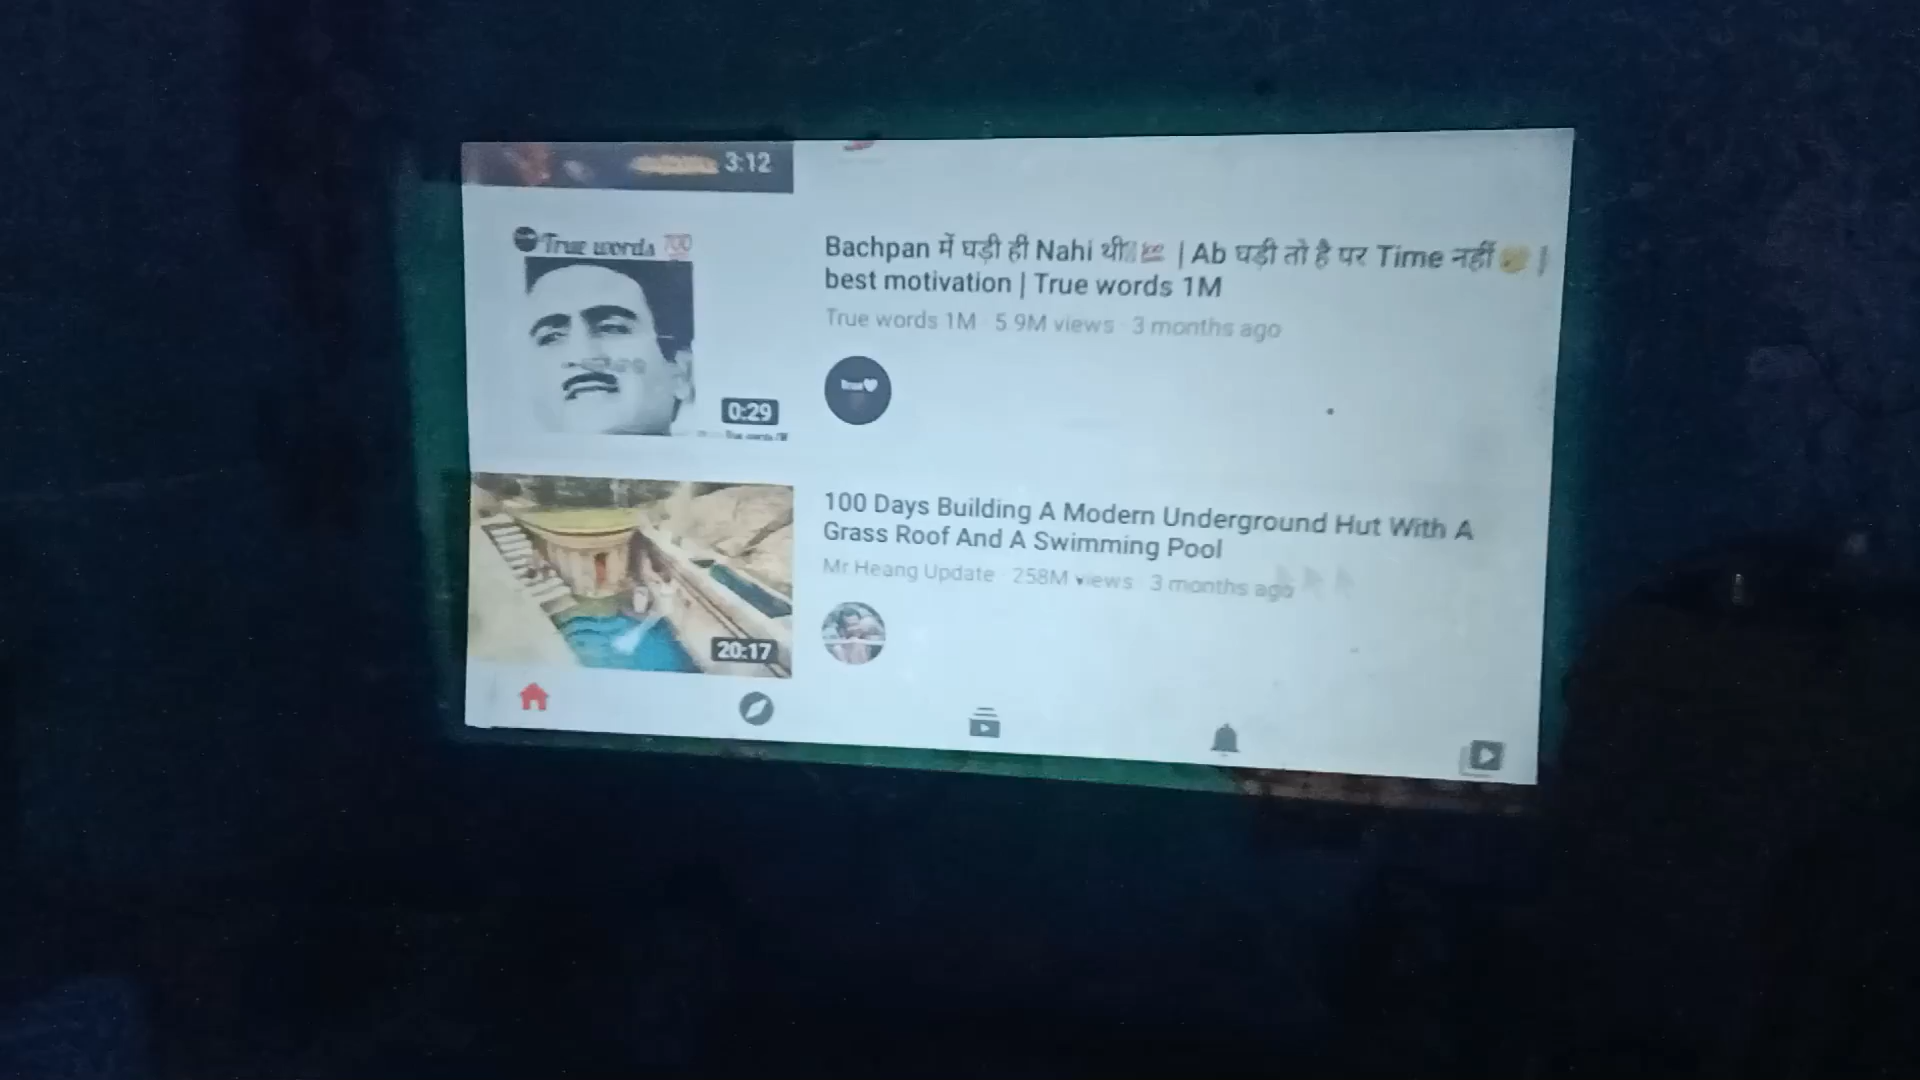 3:12
True words 💯
0:29
Bachpan में घड़ी ही Nahi थी 💯 | Ab घड़ी तो है पर Time नहीं |
best motivation | True words 1M
True words 1M · 5.9M views · 3 months ago
True
20:17
100 Days Building A Modern Underground Hut With A
Grass Roof And A Swimming Pool
Mr Heang Update · 258M views · 3 months ago